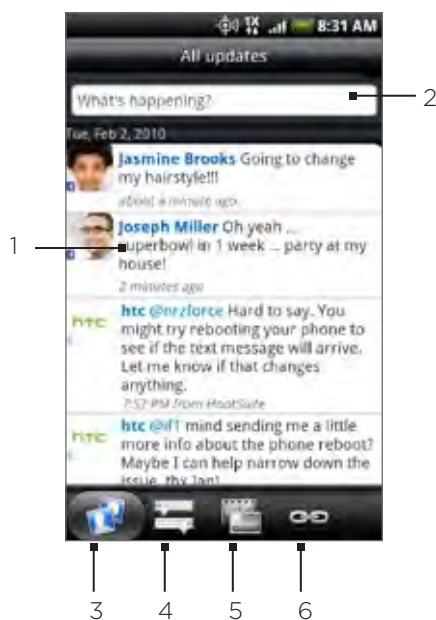 8:31 AM
All updates
What's happening?
2
Tue, Feb 2, 2010
Jasmine Brooks Going to change
my hairstyle!!!
about a minute ago
Joseph Miller Oh yeah ...
1
superbowl in 1 week ... party at my
house!
2 minutes ago
htc
htc @nrzforce Hard to say. You
might try rebooting your phone to
see if the text message will arrive.
Let me know if that changes
anything.
7:57 PM from HootSuite
htc
htc @if1 mind sending me a little
more info about the phone reboot?
Maybe I can help narrow down the
issue, thx
3 4 5 6